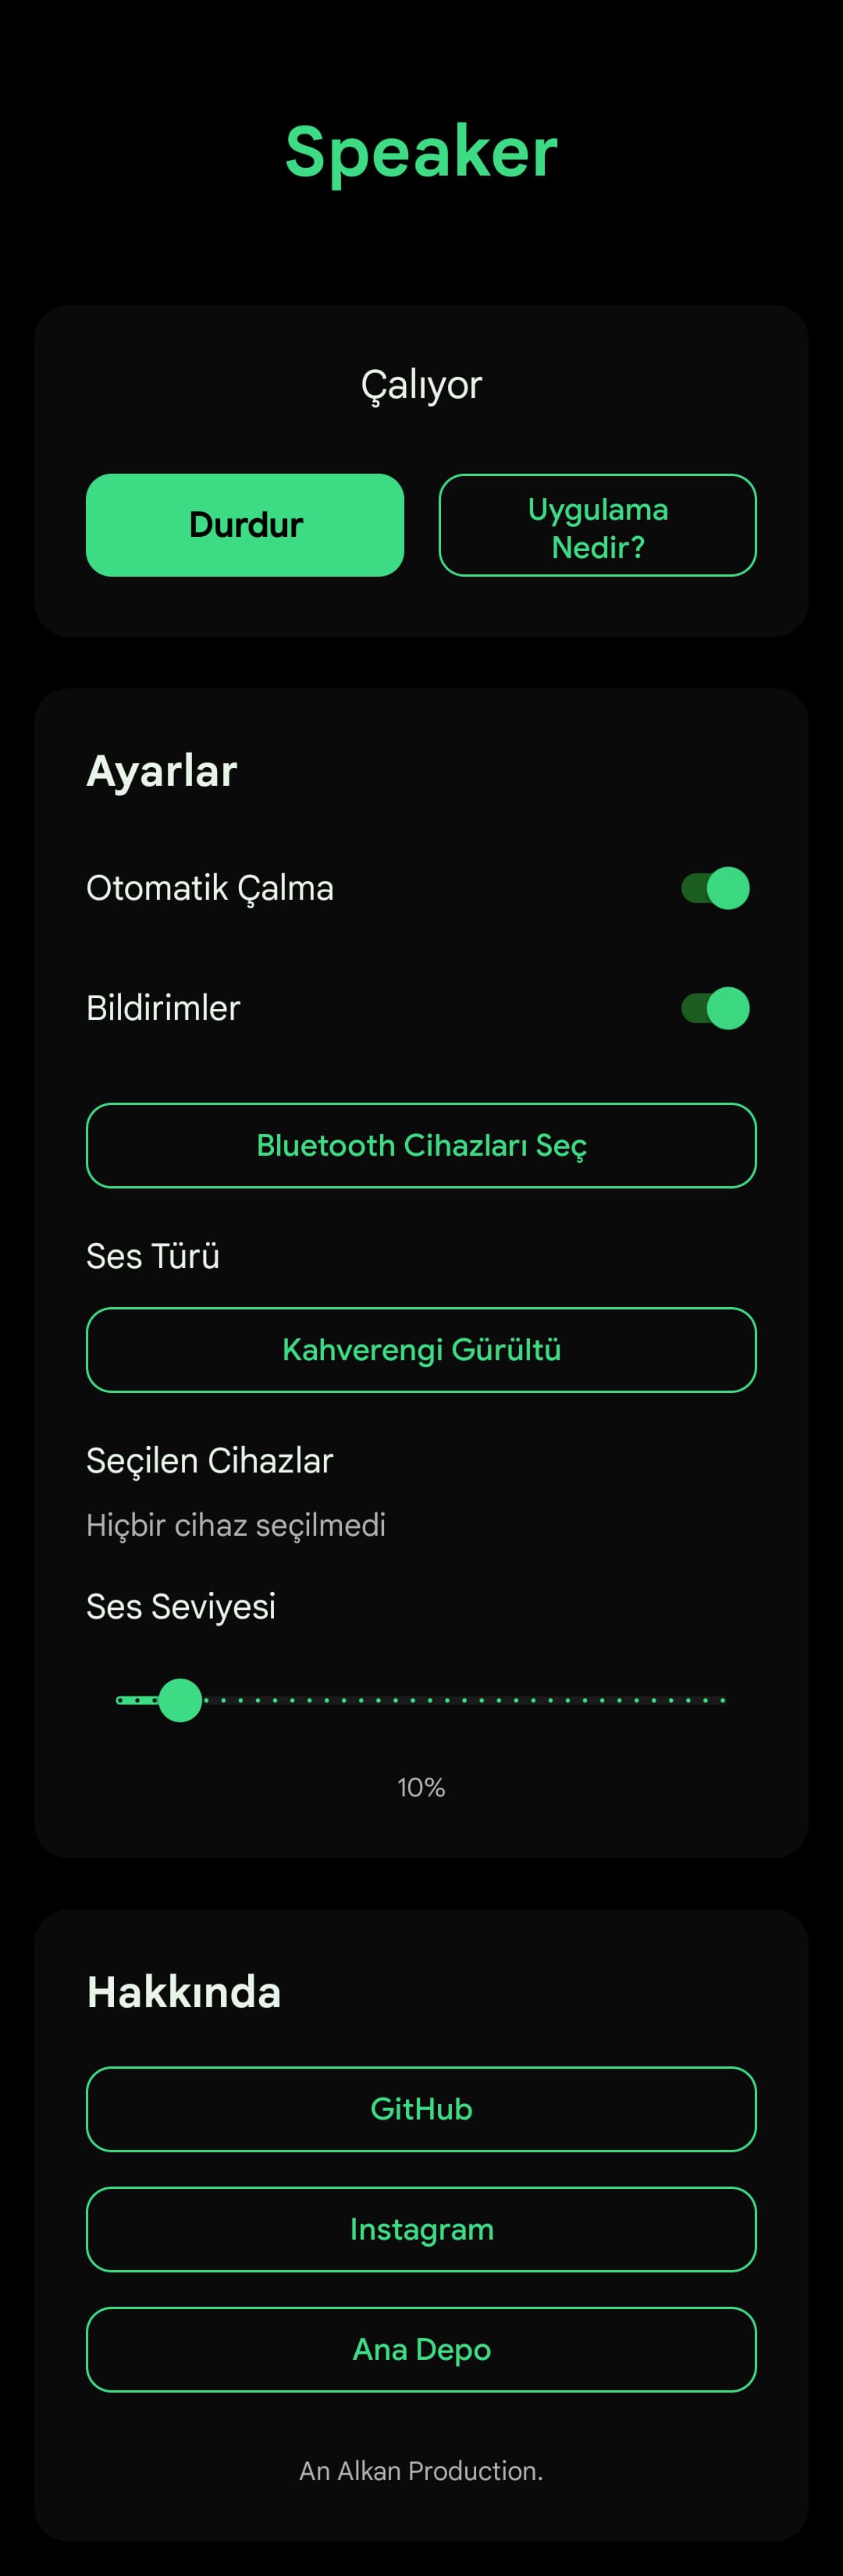 Speaker
Çalıyor
Durdur
Uygulama
Nedir?
Ayarlar
Otomatik Çalma
Bildirimler
Bluetooth Cihazları Seç
Ses Türü
Kahverengi Gürültü
Seçilen Cihazlar
Hiçbir cihaz seçilmedi
Ses Seviyesi
10%
Hakkında
GitHub
Instagram
Ana Depo
An Alkan Production.